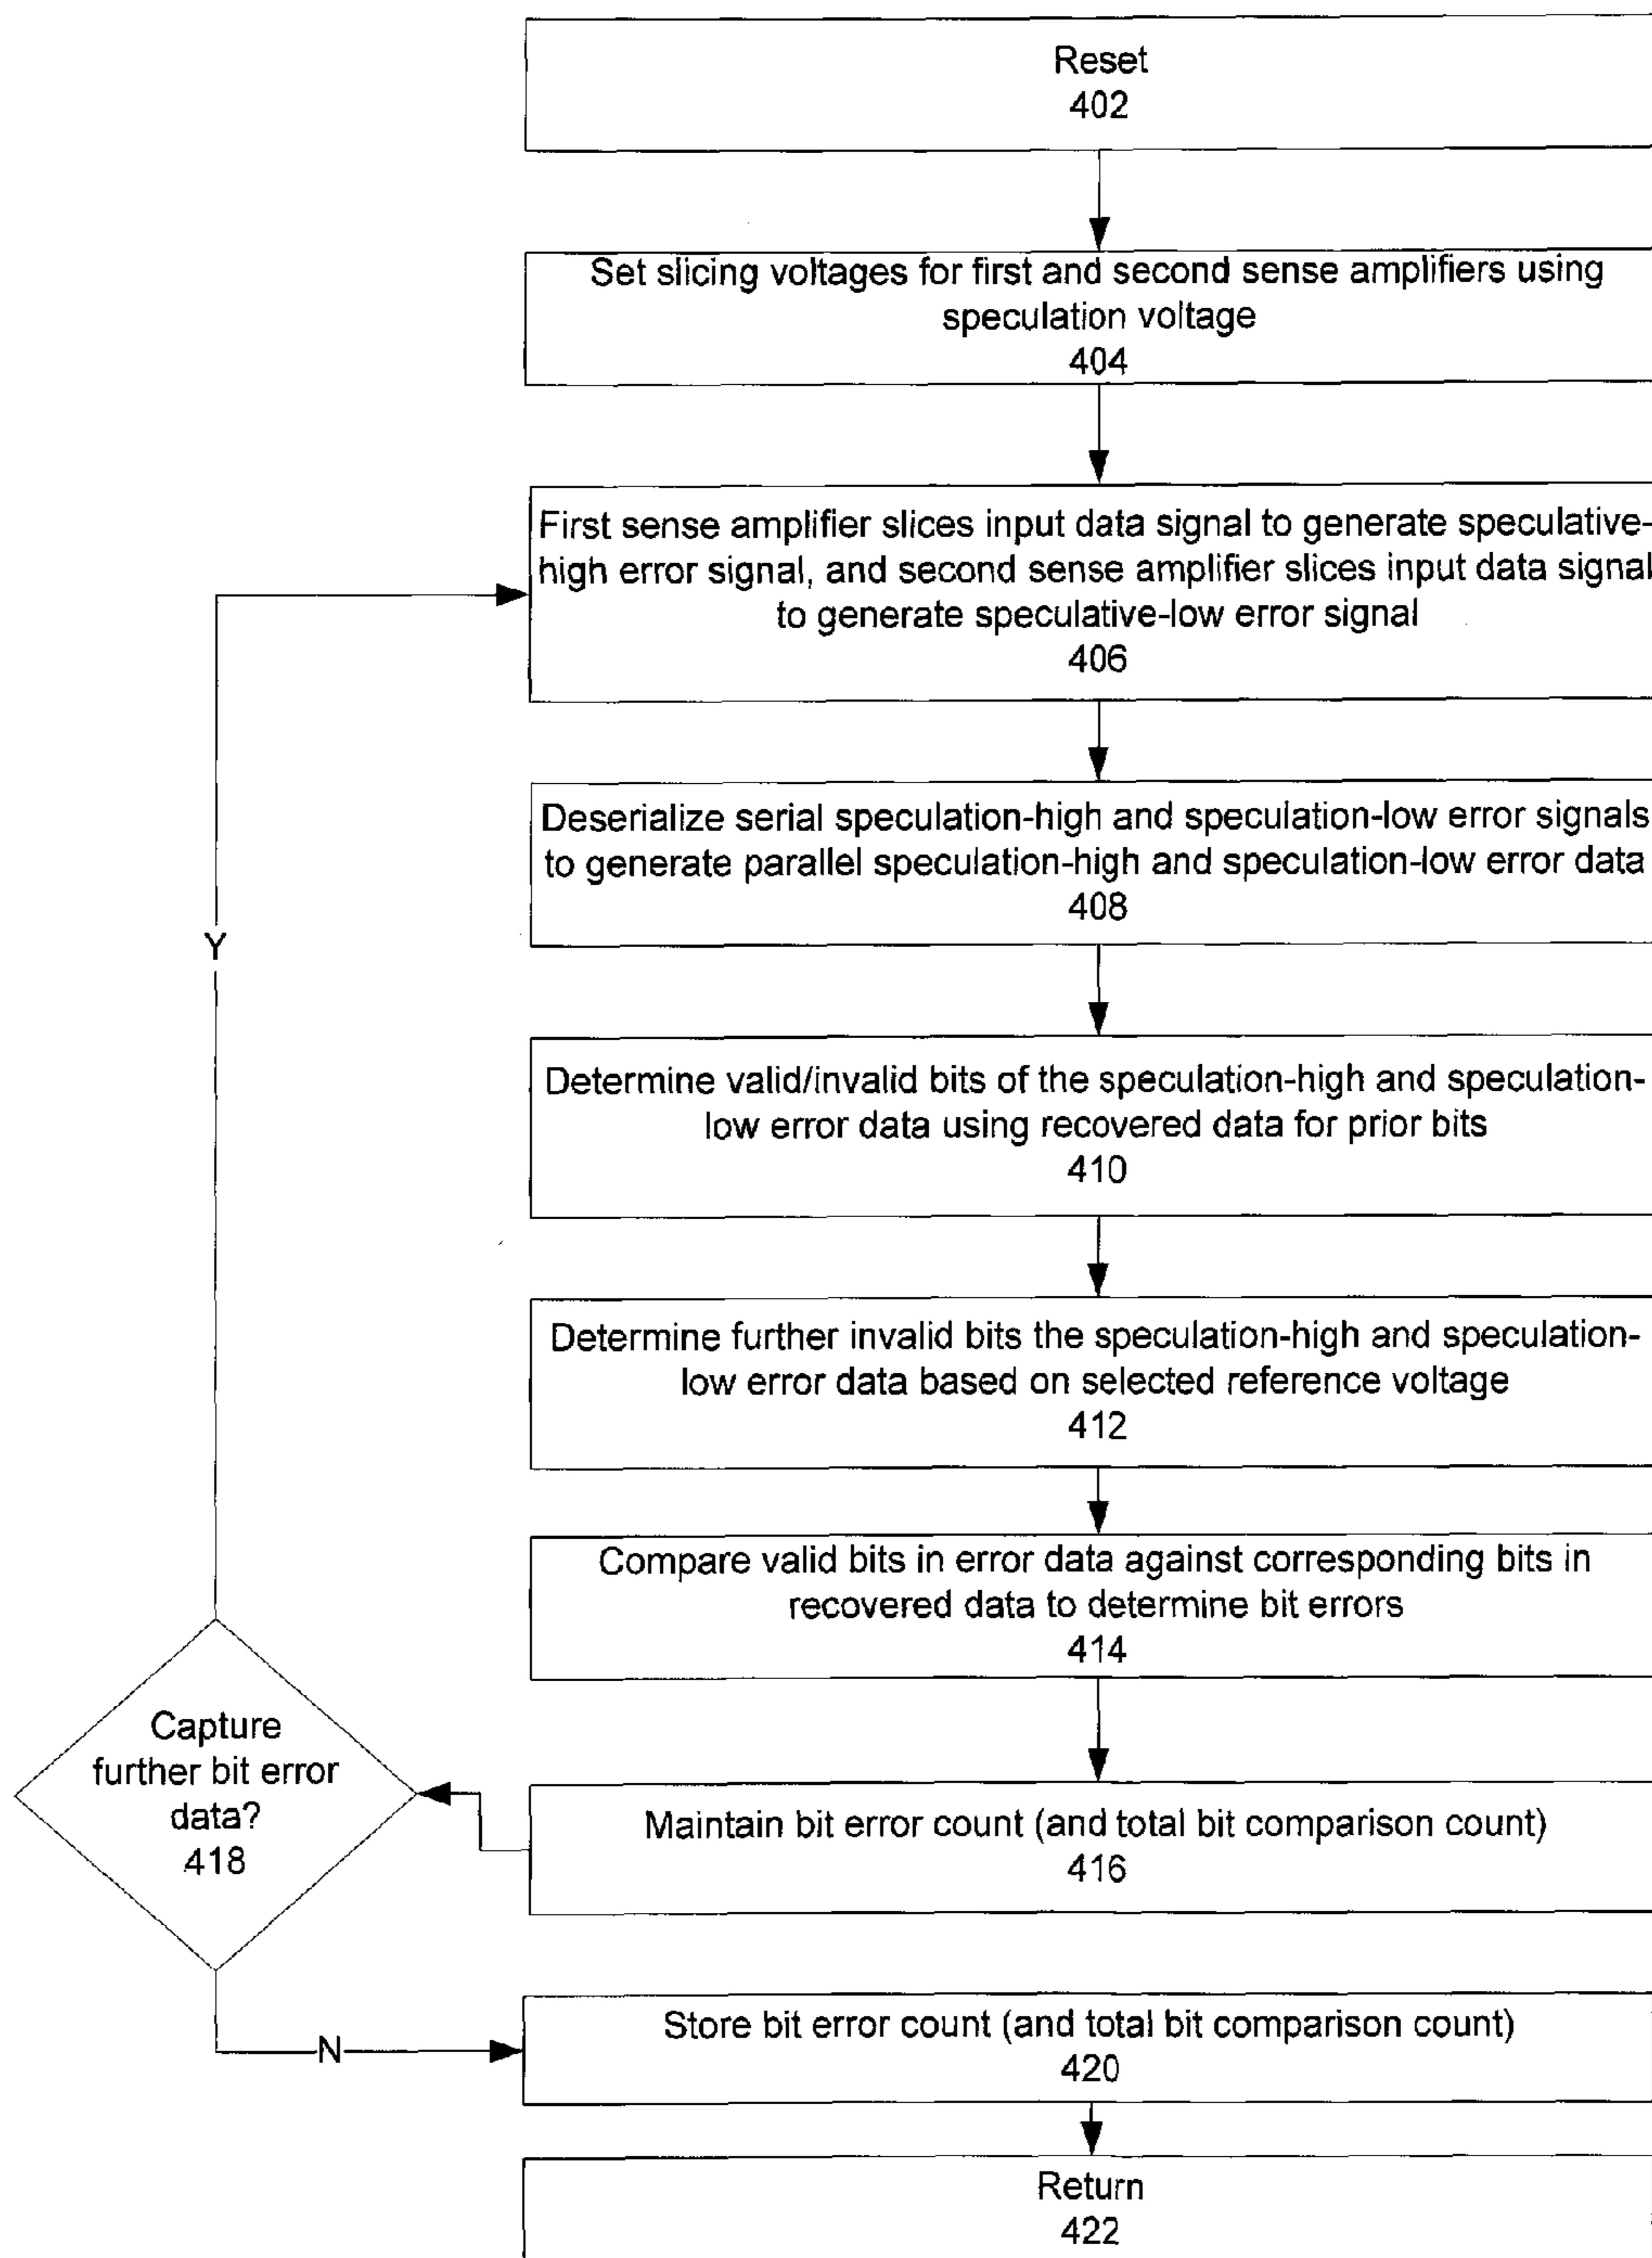 Reset
402
Set slicing voltages for first and second sense amplifiers using
speculation voltage
404
First sense amplifier slices input data signal to generate speculative-
high error signal, and second sense amplifier slices input data signal
to generate speculative-low error signal
406
Deserialize serial speculation-high and speculation-low error signals
to generate parallel speculation-high and speculation-low error data
408
Y
Determine valid/invalid bits of the speculation-high and speculation-
low error data using recovered data for prior bits
410
Determine further invalid bits the speculation-high and speculation-
low error data based on selected reference voltage
412
Compare valid bits in error data against corresponding bits in
recovered data to determine bit errors
414
Maintain bit error count (and total bit comparison count)
416
Capture
further bit error
data?
418
N
Store bit error count (and total bit comparison count)
420
Return
422